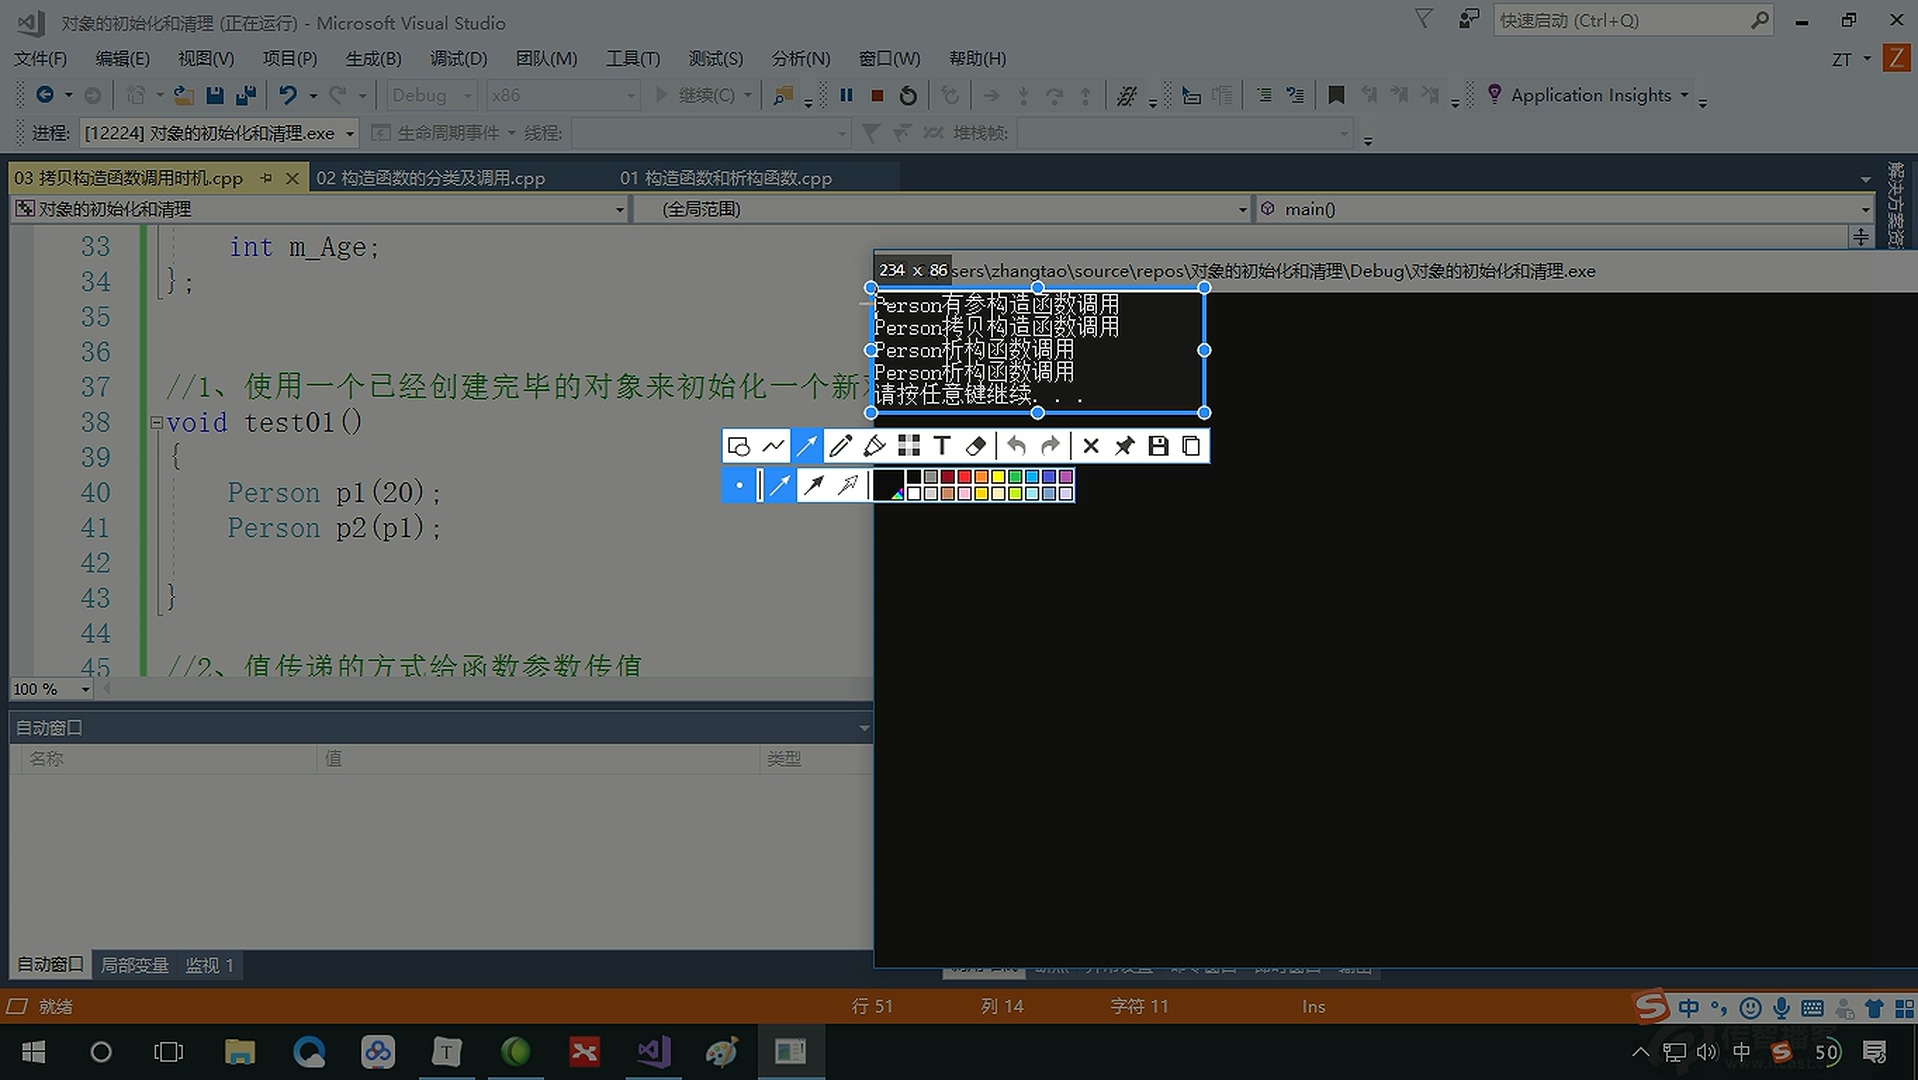 对象的初始化和清理 (正在运行) - Microsoft Visual Studio
快速启动 (Ctrl+Q)
文件(F) 编辑(E) 视图(V) 项目(P) 生成(B) 调试(D) 团队(M) 工具(T) 测试(S) 分析(N) 窗口(W) 帮助(H)
ZT Z
Debug x86 继续(C) Application Insights
进程: [12224] 对象的初始化和清理.exe 生命周期事件 线程: 堆栈帧:
03 拷贝构造函数调用时机.cpp 02 构造函数的分类及调用.cpp 01 构造函数和析构函数.cpp
对象的初始化和清理 (全局范围) main()
33 int m_Age;
34 };
35
36
37 //1、使用一个已经创建完毕的对象来初始化一个新
38 void test01()
39 {
40 Person p1(20);
41 Person p2(p1);
42
43 }
44
45 //2、值传递的方式给函数参数传值
100 %
234 x 86
ers\zhangtao\source\repos\对象的初始化和清理\Debug\对象的初始化和清理.exe
Person有参构造函数调用
Person拷贝构造函数调用
Person析构函数调用
Person析构函数调用
请按任意键继续. . .
T
自动窗口
名称 值 类型
自动窗口 局部变量 监视 1
就绪 行 51 列 14 字符 11 Ins
中
T
中 50
传智播客